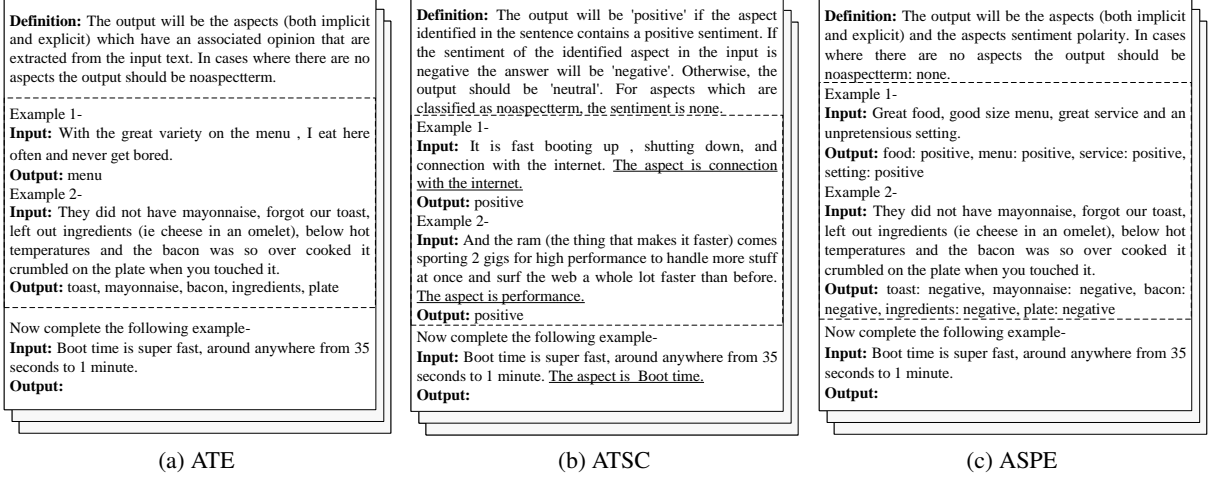 Definition: The output will be the aspects (both implicit
and explicit) which have an associated opinion that are
extracted from the input text. In cases where there are no
aspects the output should be noaspectterm.
Example 1-
Input: With the great variety on the menu , I eat here
often and never get bored.
Output: menu
Example 2-
Input: They did not have mayonnaise, forgot our toast,
left out ingredients (ie cheese in an omelet), below hot
temperatures and the bacon was so over cooked it
crumbled on the plate when you touched it.
Output: toast, mayonnaise, bacon, ingredients, plate
Now complete the following example-
Input: Boot time is super fast, around anywhere from 35
seconds to 1 minute.
Output:
(a) ATE
Definition: The output will be 'positive' if the aspect
identified in the sentence contains a positive sentiment. If
the sentiment of the identified aspect in the input is
negative the answer will be 'negative'. Otherwise, the
output should be 'neutral'. For aspects which are
classified as noaspectterm, the sentiment is none.
Example 1-
Input: It is fast booting up , shutting down, and
connection with the internet. The aspect is connection
with the internet.
Output: positive
Example 2-
Input: And the ram (the thing that makes it faster) comes
sporting 2 gigs for high performance to handle more stuff
at once and surf the web a whole lot faster than before.
The aspect is performance.
Output: positive
Now complete the following example-
Input: Boot time is super fast, around anywhere from 35
seconds to 1 minute. The aspect is Boot time.
Output:
(b) ATSC
Definition: The output will be the aspects (both implicit
and explicit) and the aspects sentiment polarity. In cases
where there are no aspects the output should be
noaspectterm: none.
Example 1-
Input: Great food, good size menu, great service and an
unpretensious setting.
Output: food: positive, menu: positive, service: positive,
setting: positive
Example 2-
Input: They did not have mayonnaise, forgot our toast,
left out ingredients (ie cheese in an omelet), below hot
temperatures and the bacon was so over cooked it
crumbled on the plate when you touched it.
Output: toast: negative, mayonnaise: negative, bacon:
negative, ingredients: negative, plate: negative
Now complete the following example-
Input: Boot time is super fast, around anywhere from 35
seconds to 1 minute.
Output:
(c) ASPE